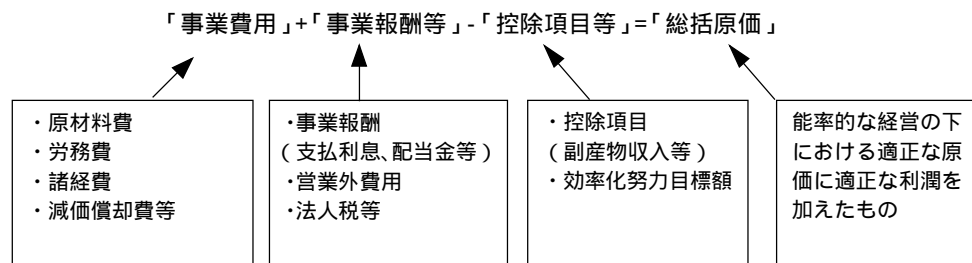 「事業費用」+「事業報酬等」-「控除項目等」=「総括原価」
・原材料費
・労務費
・諸経費
・減価償却費等
・事業報酬
(支払利息、配当金等)
・営業外費用
・法人税等
・控除項目
(副産物収入等)
・効率化努力目標額
能率的な経営の下
における適正な原
価に適正な利潤を
加えたもの